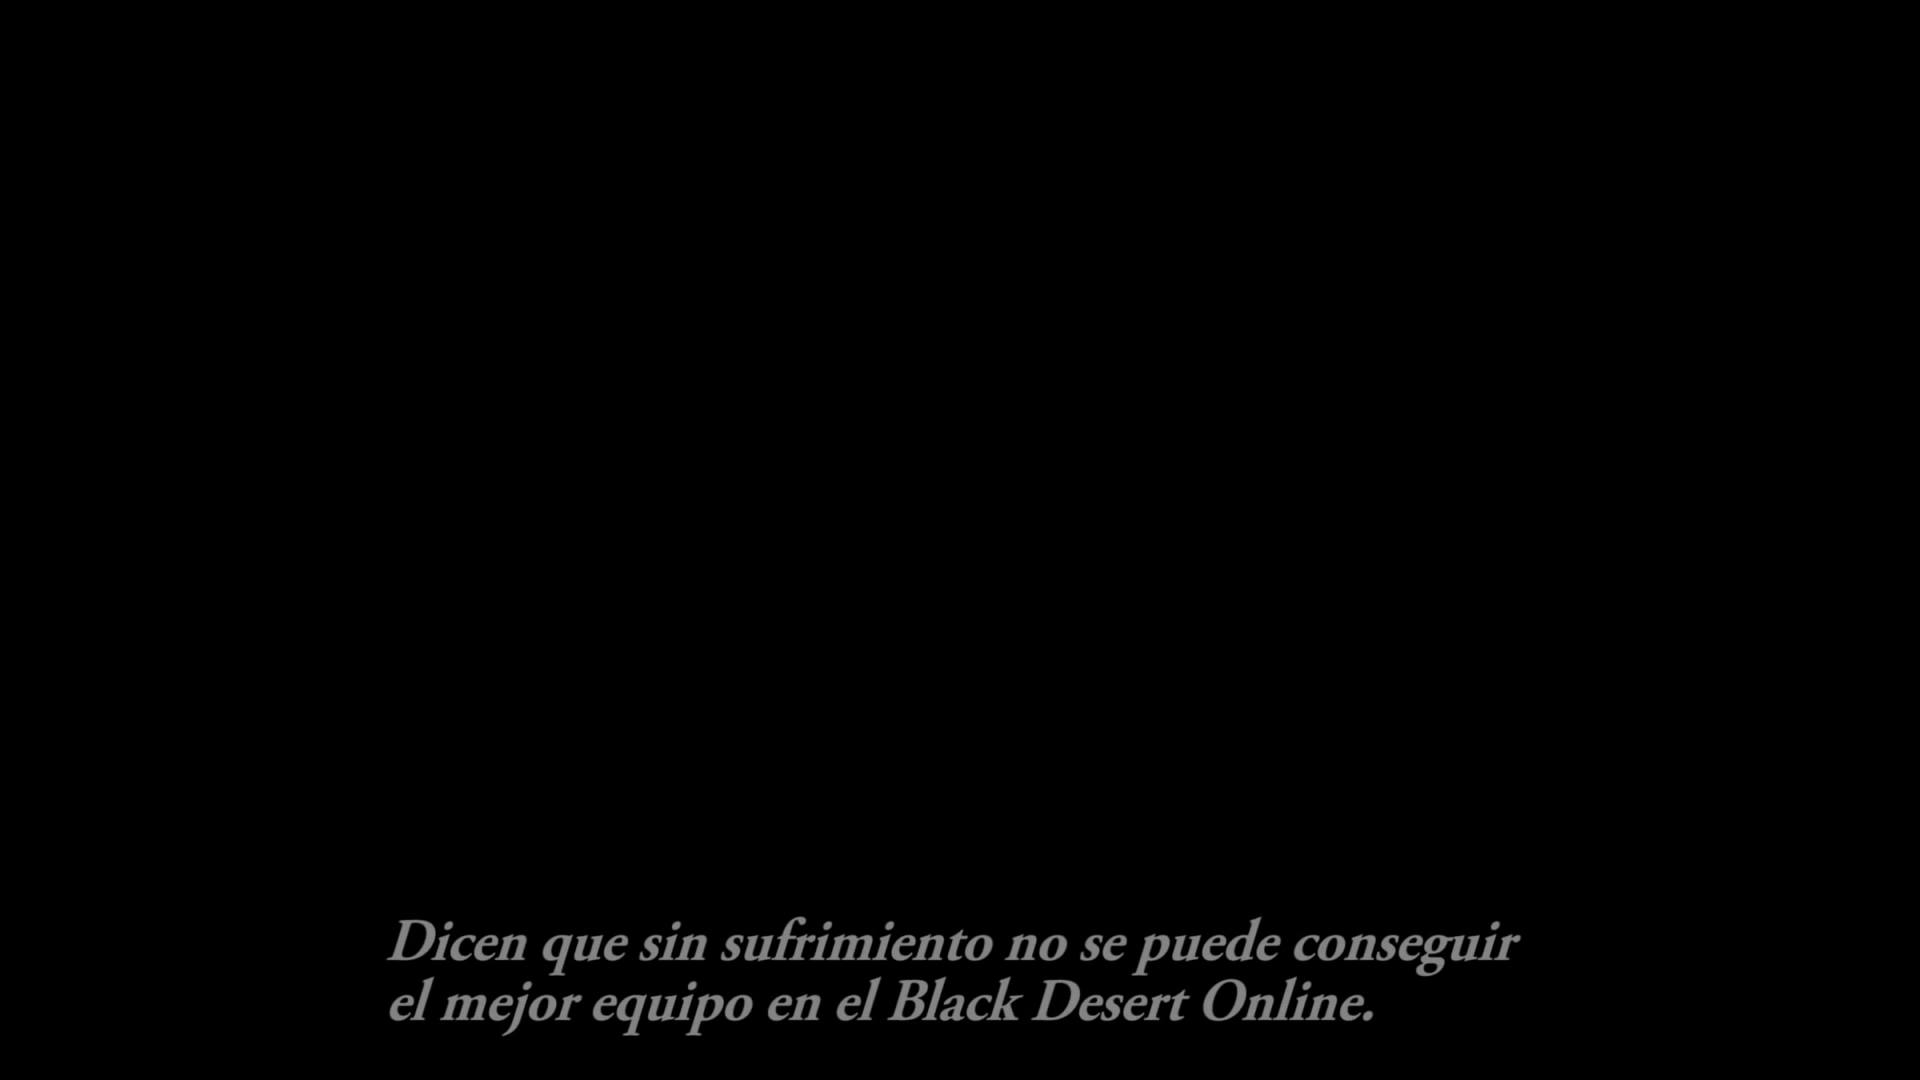 Dicen que sin sufrimiento no se puede conseguir
el mejor equipo en el Black Desert Online.